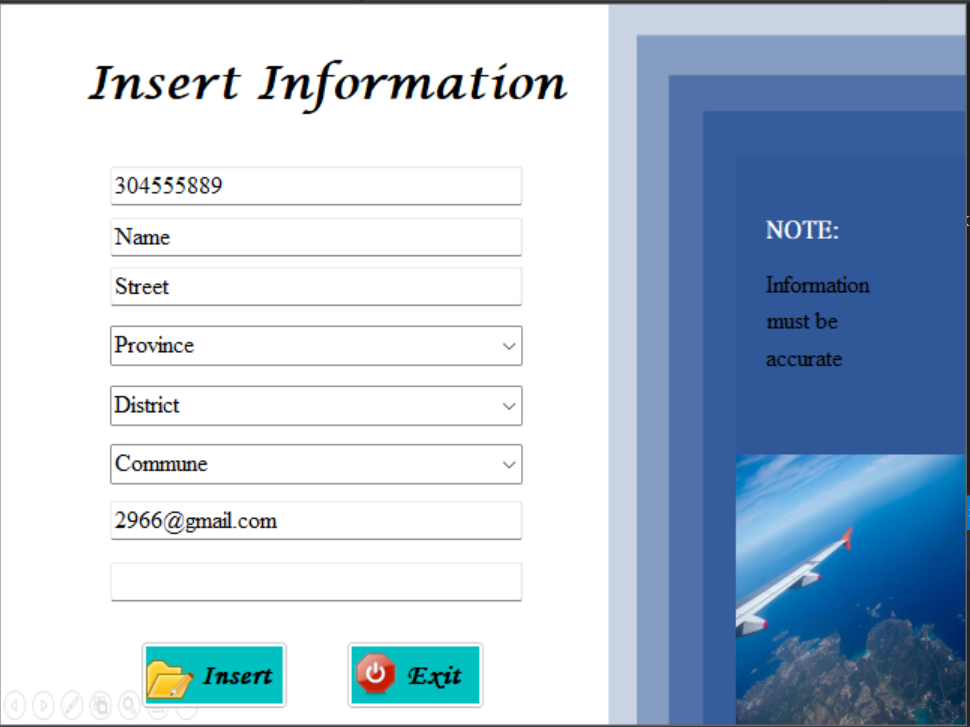 Insert Information
304555889
Name
Street
Province
District
Commune
2966@gmail.com
Insert
Exit
NOTE:
Information
must be
accurate